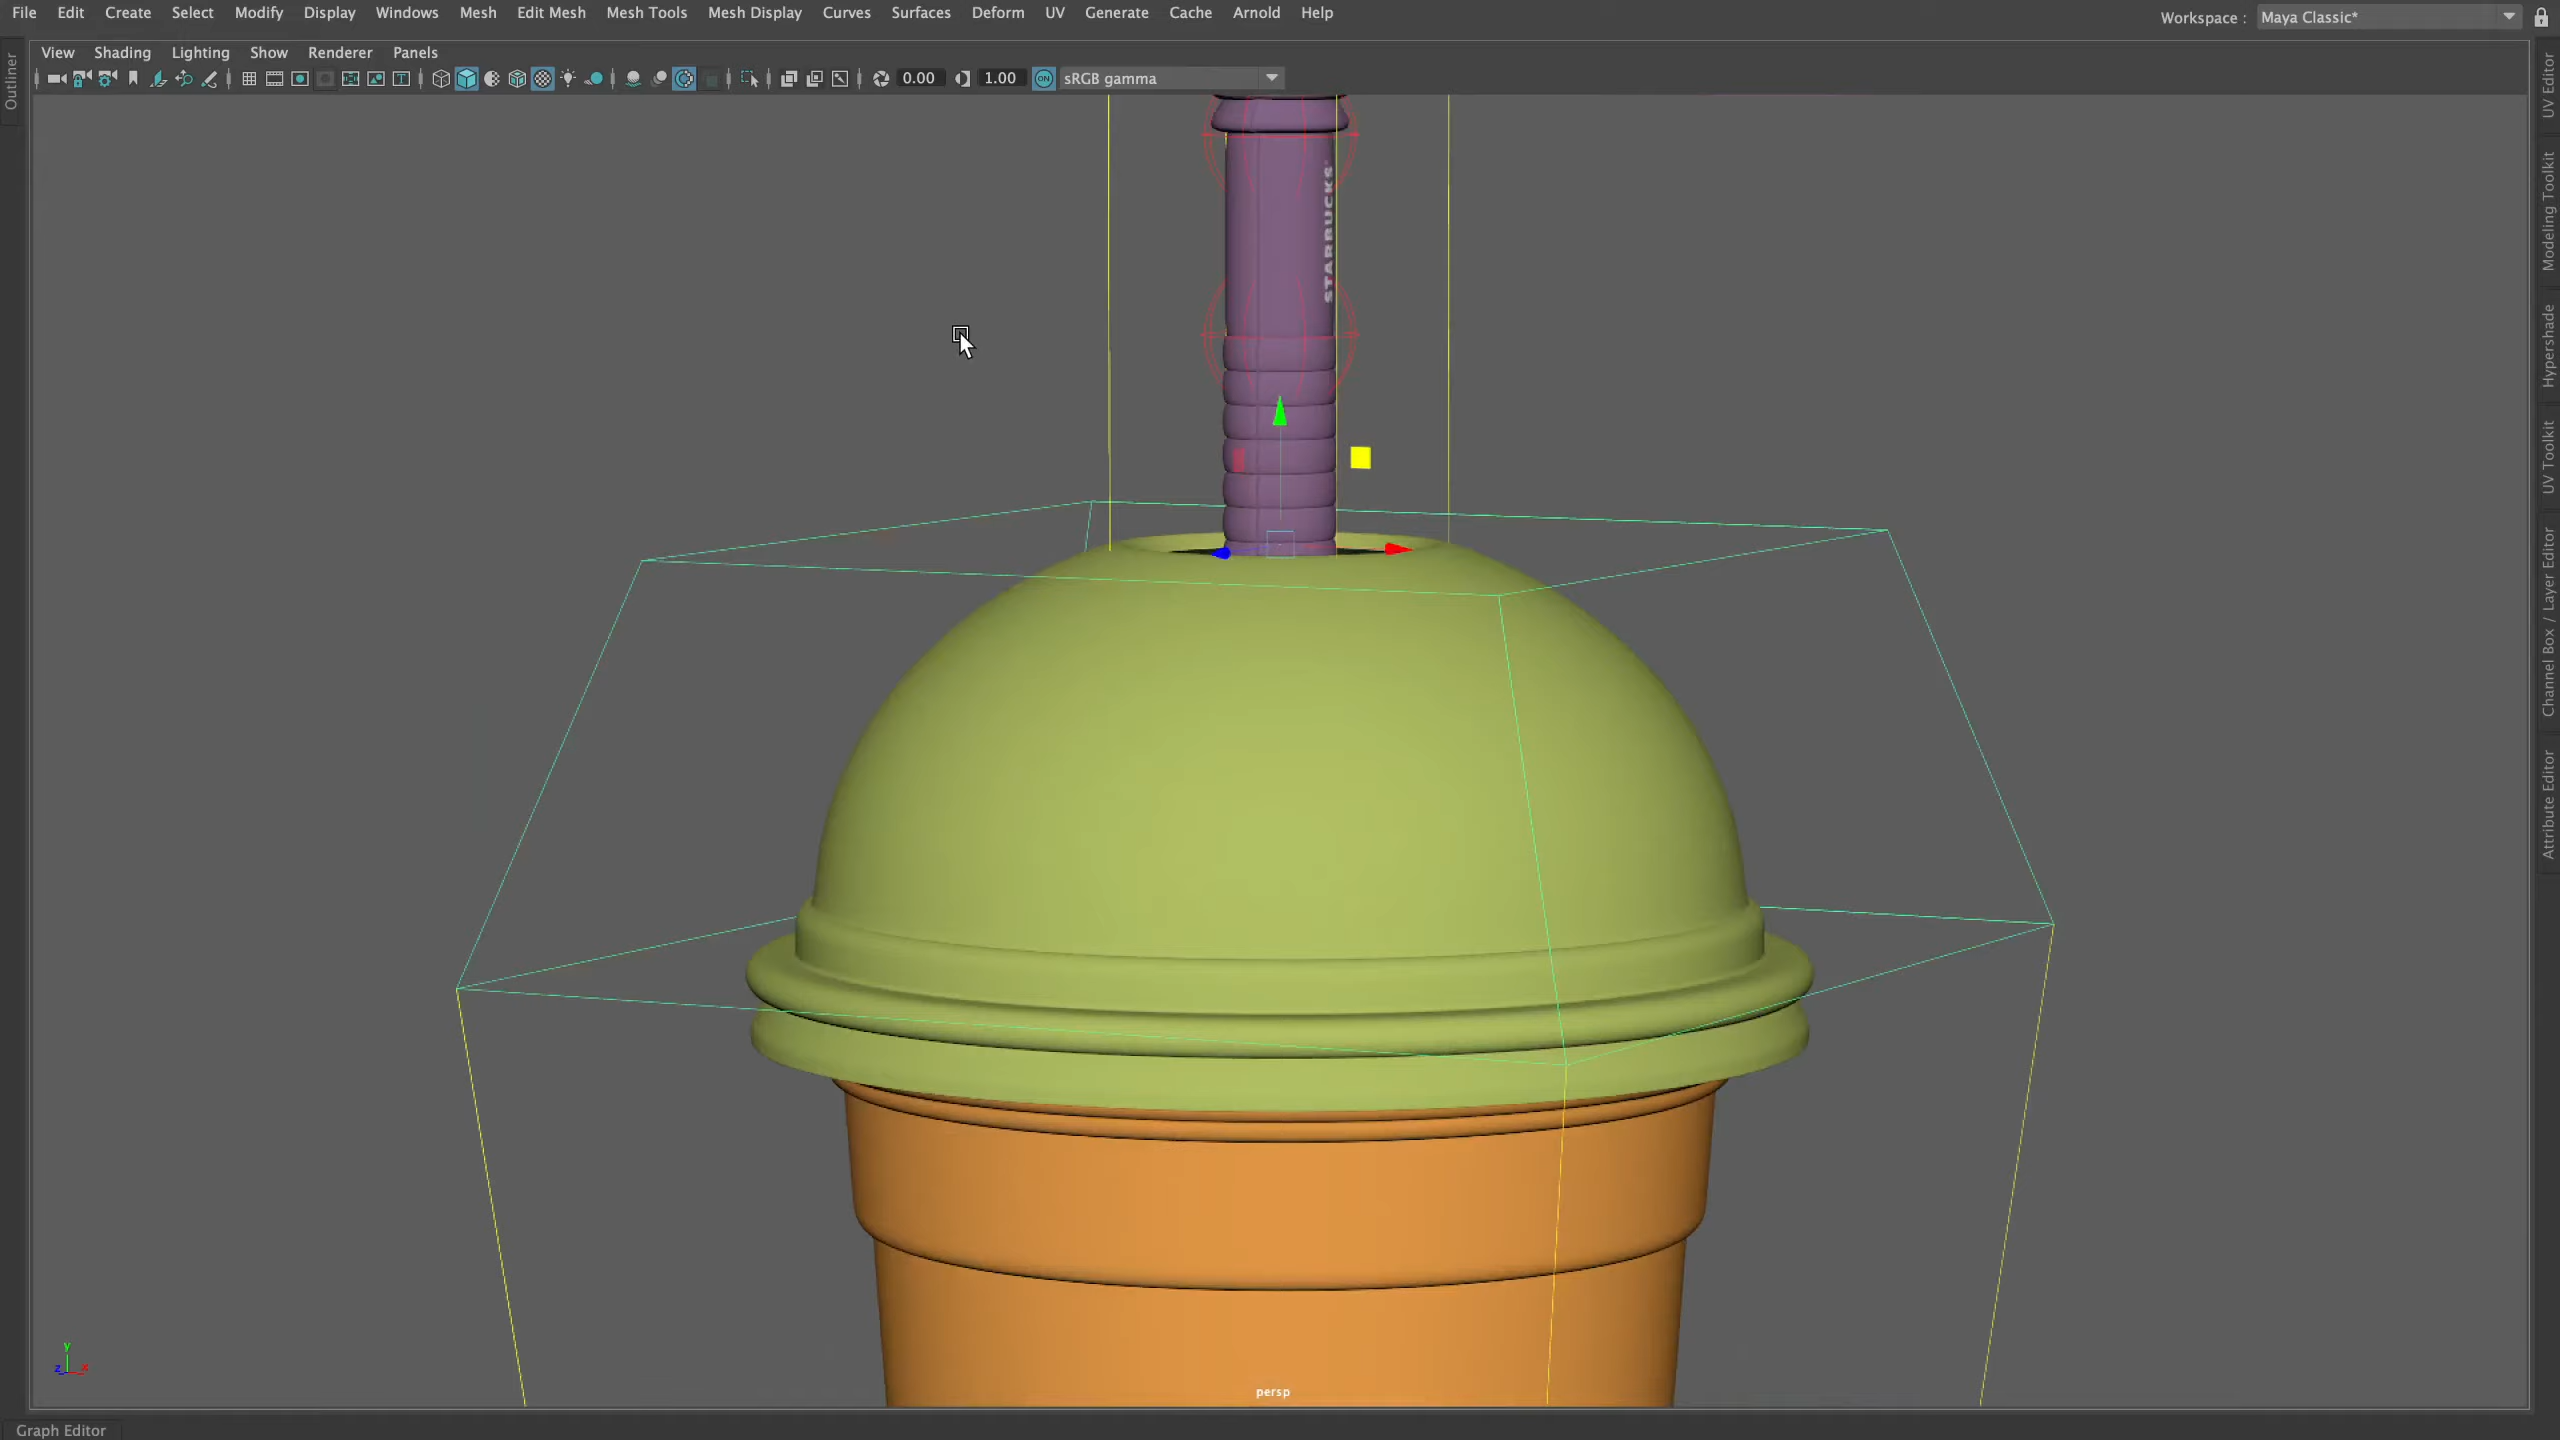 File Edit Create Select Modify Display Windows Mesh Edit Mesh Mesh Tools Mesh Display Curves Surfaces Deform UV Generate Cache Arnold Help
Workspace : Maya Classic*
View Shading Lighting Show Renderer Panels
0.00 1.00 ON sRGB gamma
Outliner
STARBUCKS
UV Editor
Modeling Toolkit
Hypershade
UV Toolkit
Channel Box / Layer Editor
Attribute Editor
y
z x
persp
Graph Editor